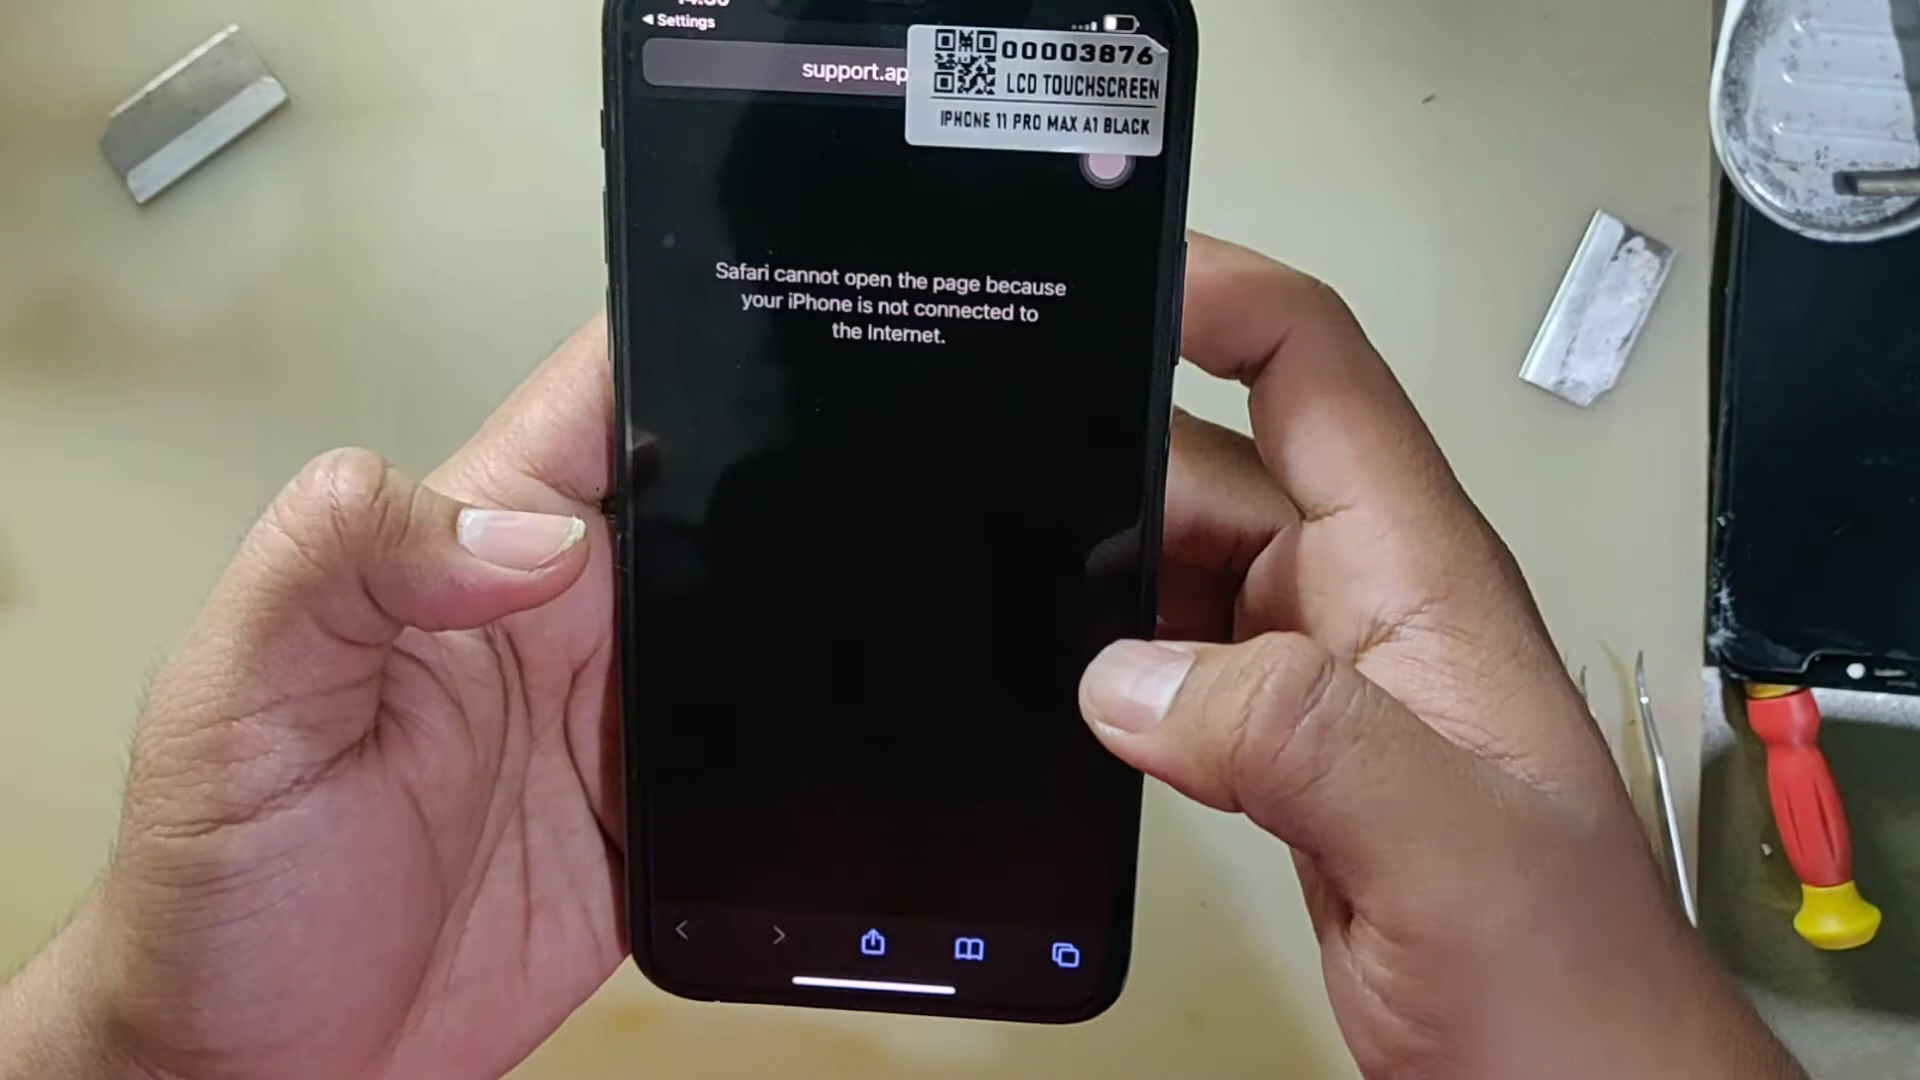 ◀ Settings
support.ap
00003876
LCD TOUCHSCREEN
IPHONE 11 PRO MAX A1 BLACK
Safari cannot open the page because
your iPhone is not connected to
the Internet.